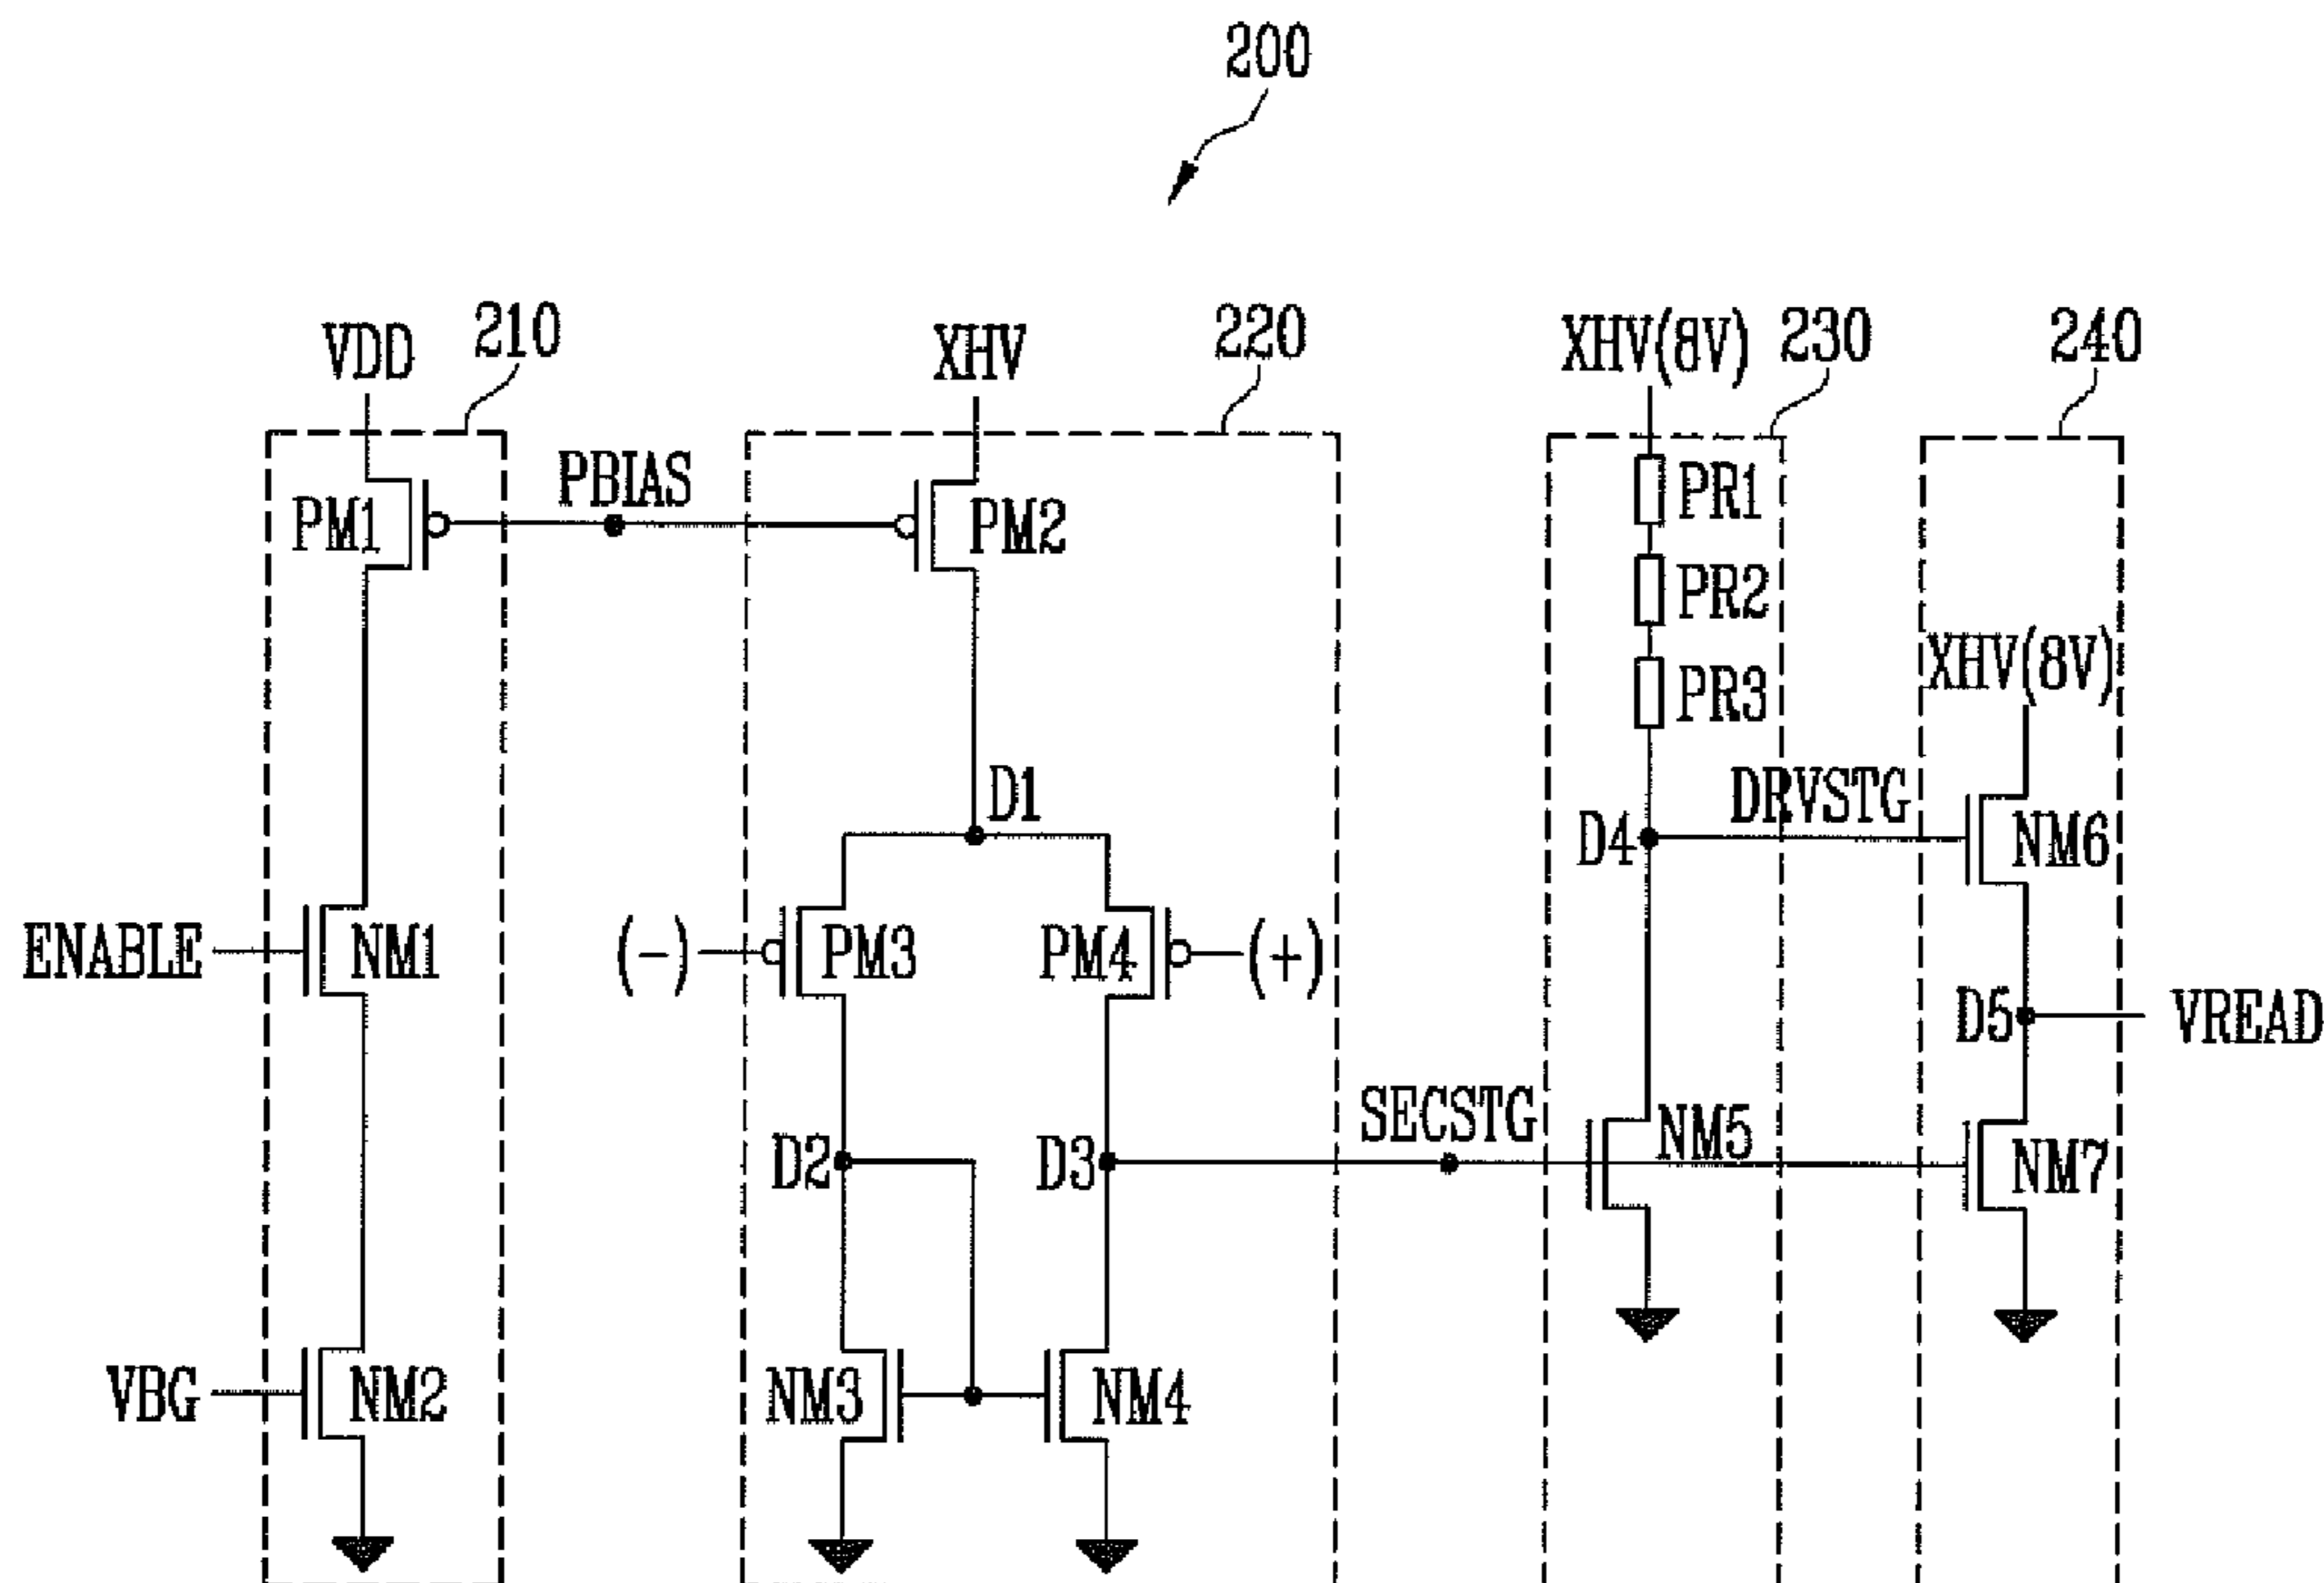 200
VDD
210
XHV
220
XHV(8V)
230
240
PM1
PBIAS
PM2
PR1
PR2
PR3
XHV(8V)
D1
DRVSTG
D4
NM6
ENABLE
NM1
(-)
PM3
PM4
(+)
D5
VREAD
SECSTG
NM5
D2
D3
NM7
VBG
NM2
NM3
NM4